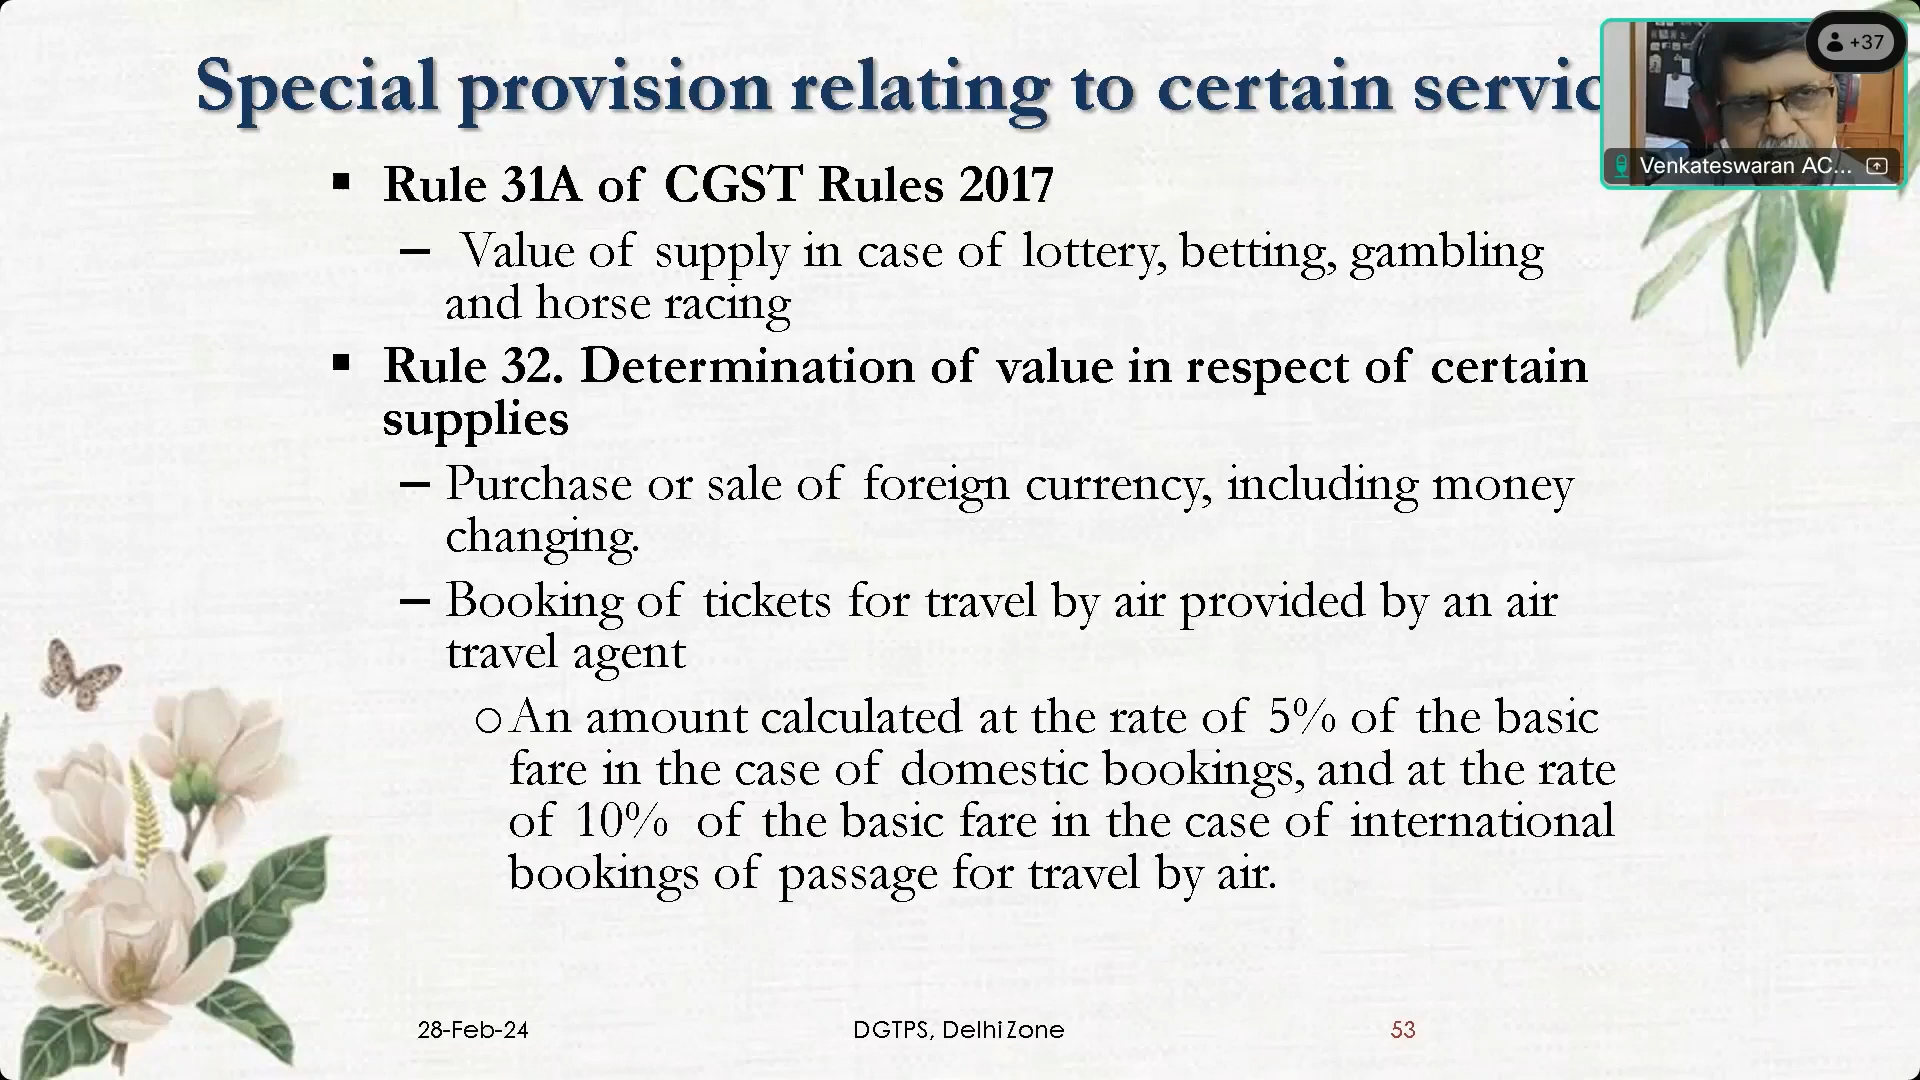 Special provision relating to certain servic
+37
Venkateswaran AC...
▪ Rule 31A of CGST Rules 2017
– Value of supply in case of lottery, betting, gambling
and horse racing
▪ Rule 32. Determination of value in respect of certain
supplies
– Purchase or sale of foreign currency, including money
changing.
– Booking of tickets for travel by air provided by an air
travel agent
o An amount calculated at the rate of 5% of the basic
fare in the case of domestic bookings, and at the rate
of 10% of the basic fare in the case of international
bookings of passage for travel by air.
28-Feb-24
DGTPS, Delhi Zone
53